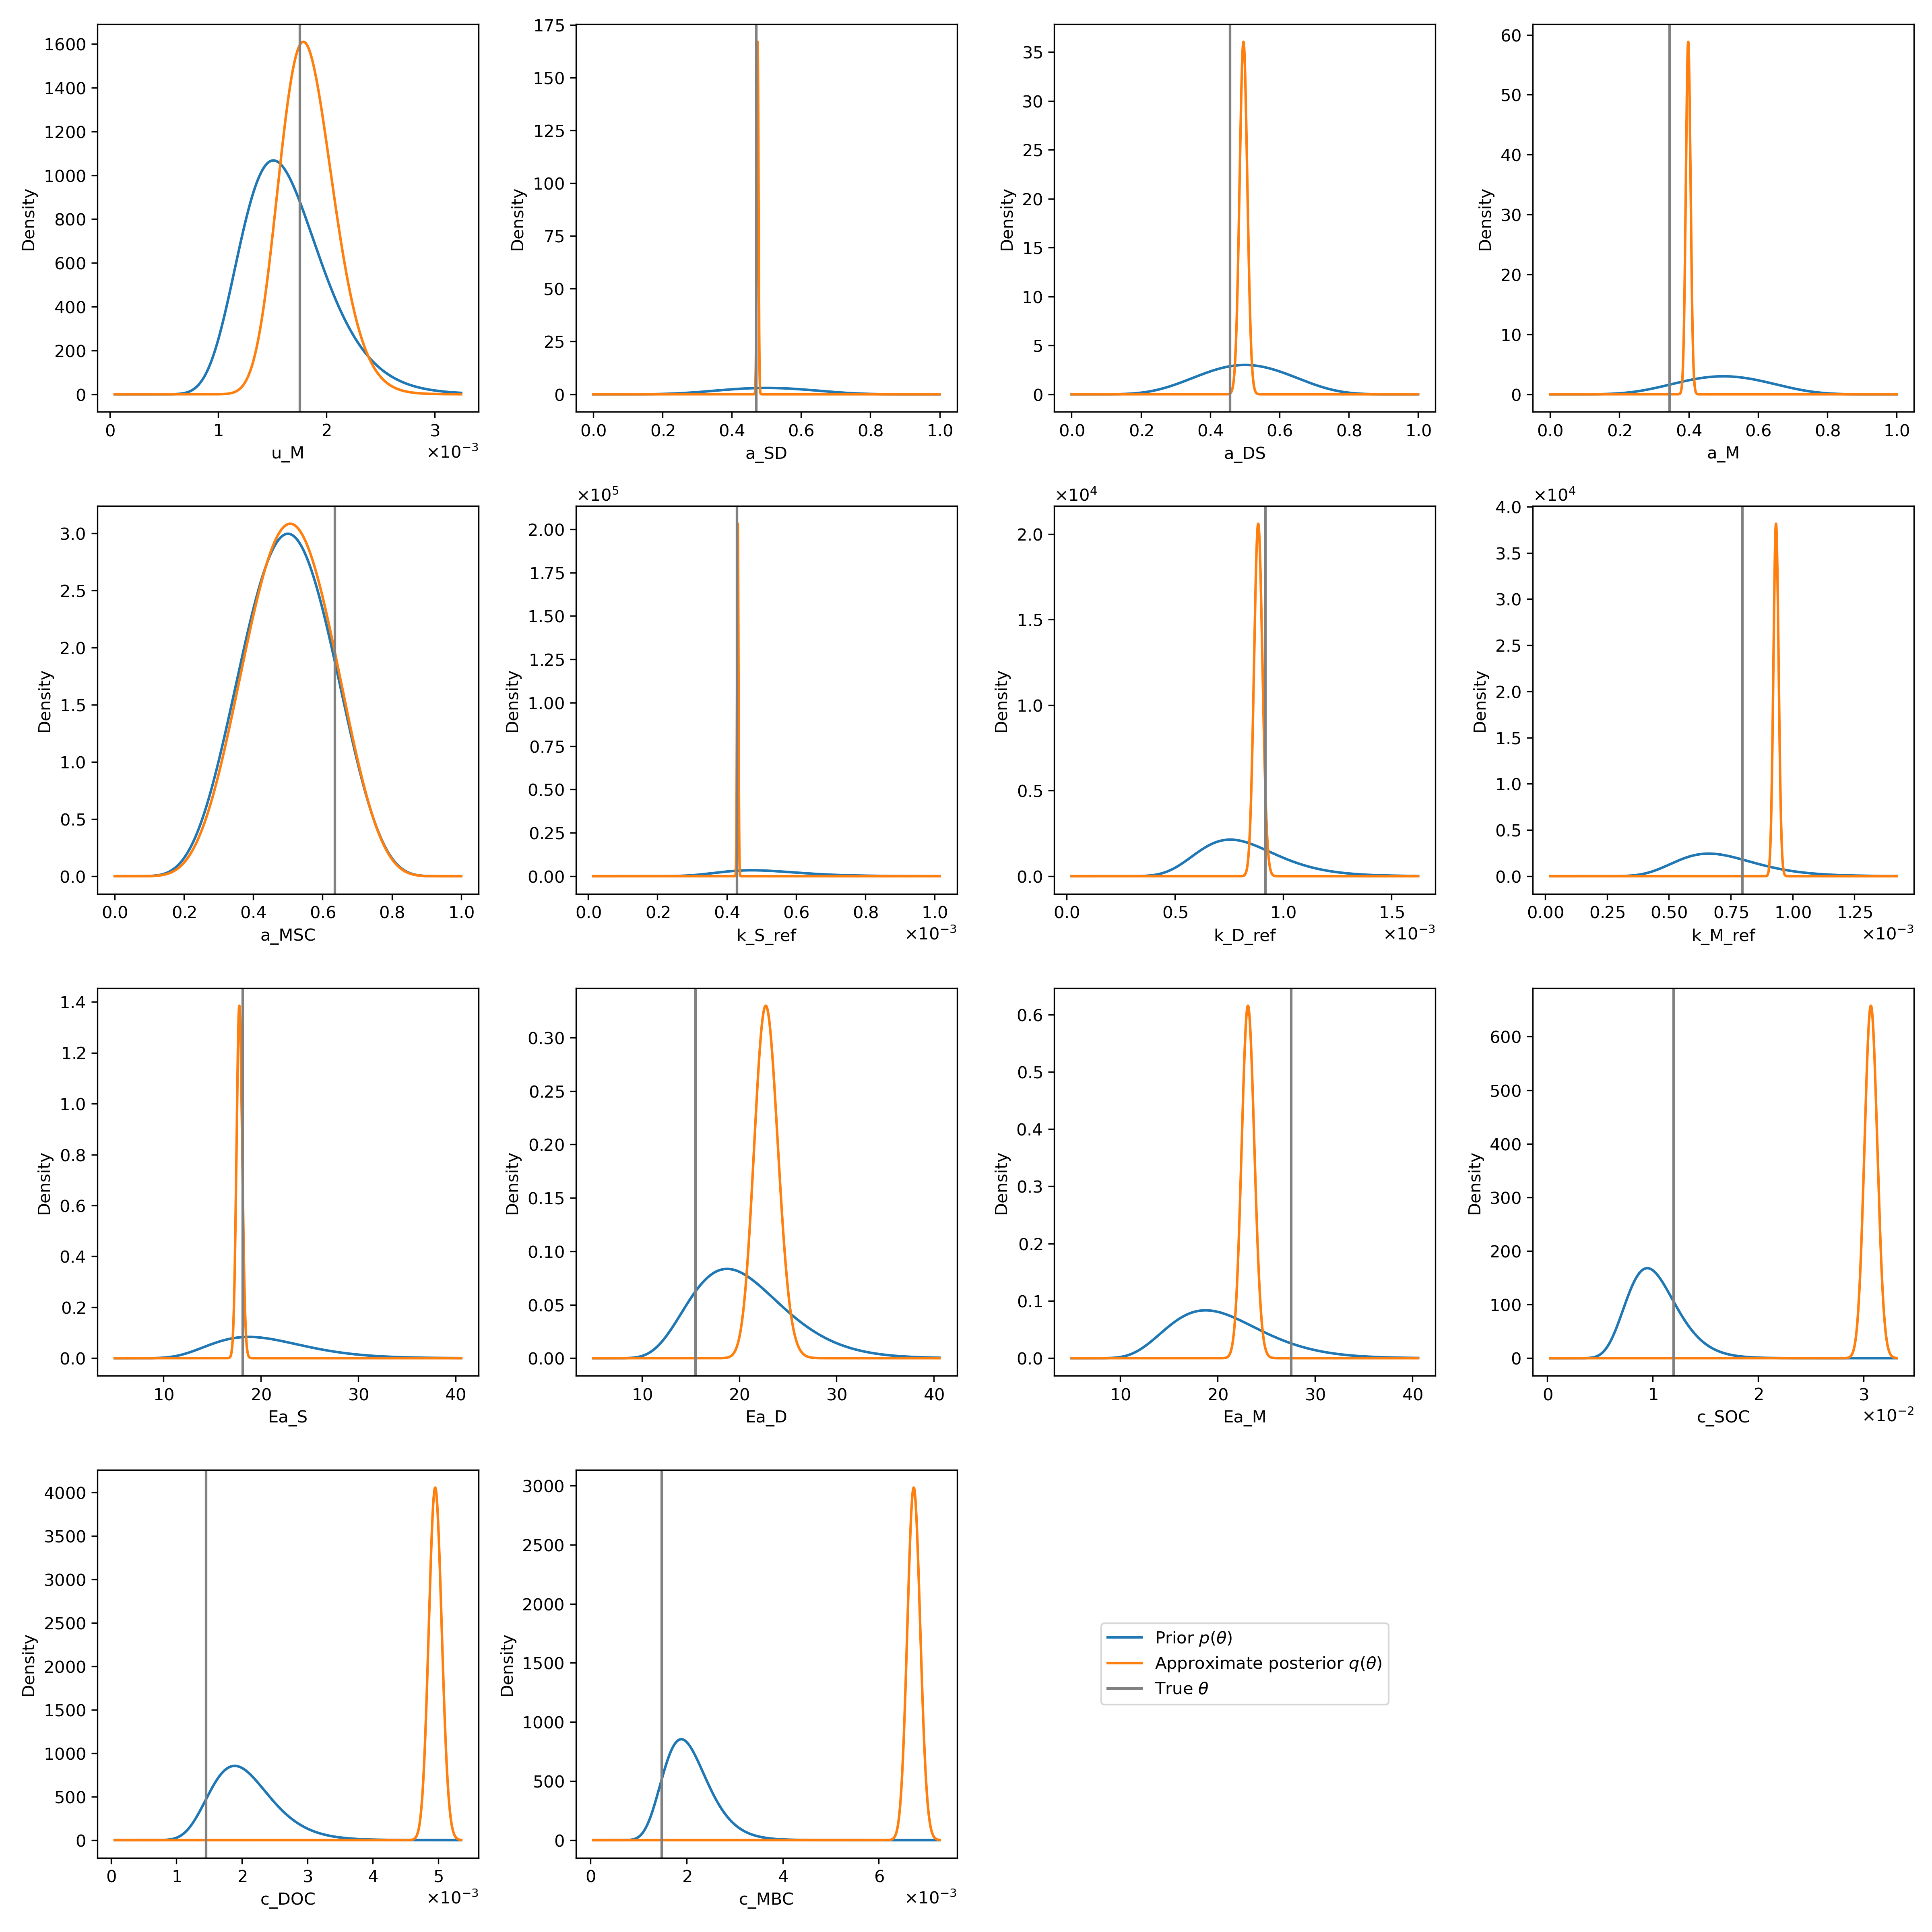 1600
1400
1200
1000
800
600
400
200
0
Density
0 1 2 3
×10⁻³
u_M
175
150
125
100
75
50
25
0
Density
0.0 0.2 0.4 0.6 0.8 1.0
a_SD
35
30
25
20
15
10
5
0
Density
0.0 0.2 0.4 0.6 0.8 1.0
a_DS
60
50
40
30
20
10
0
Density
0.0 0.2 0.4 0.6 0.8 1.0
a_M
3.0
2.5
2.0
1.5
1.0
0.5
0.0
Density
0.0 0.2 0.4 0.6 0.8 1.0
a_MSC
×10⁵
2.00
1.75
1.50
1.25
1.00
0.75
0.50
0.25
0.00
Density
0.0 0.2 0.4 0.6 0.8 1.0
×10⁻³
k_S_ref
×10⁴
2.0
1.5
1.0
0.5
0.0
Density
0.0 0.5 1.0 1.5
×10⁻³
k_D_ref
×10⁴
4.0
3.5
3.0
2.5
2.0
1.5
1.0
0.5
0.0
Density
0.00 0.25 0.50 0.75 1.00 1.25
×10⁻³
k_M_ref
1.4
1.2
1.0
0.8
0.6
0.4
0.2
0.0
Density
10 20 30 40
Ea_S
0.30
0.25
0.20
0.15
0.10
0.05
0.00
Density
10 20 30 40
Ea_D
0.6
0.5
0.4
0.3
0.2
0.1
0.0
Density
10 20 30 40
Ea_M
600
500
400
300
200
100
0
Density
0 1 2 3
×10⁻²
c_SOC
4000
3500
3000
2500
2000
1500
1000
500
0
Density
0 1 2 3 4 5
×10⁻³
c_DOC
3000
2500
2000
1500
1000
500
0
Density
0 2 4 6
×10⁻³
c_MBC
Prior p(θ)
Approximate posterior q(θ)
True θ